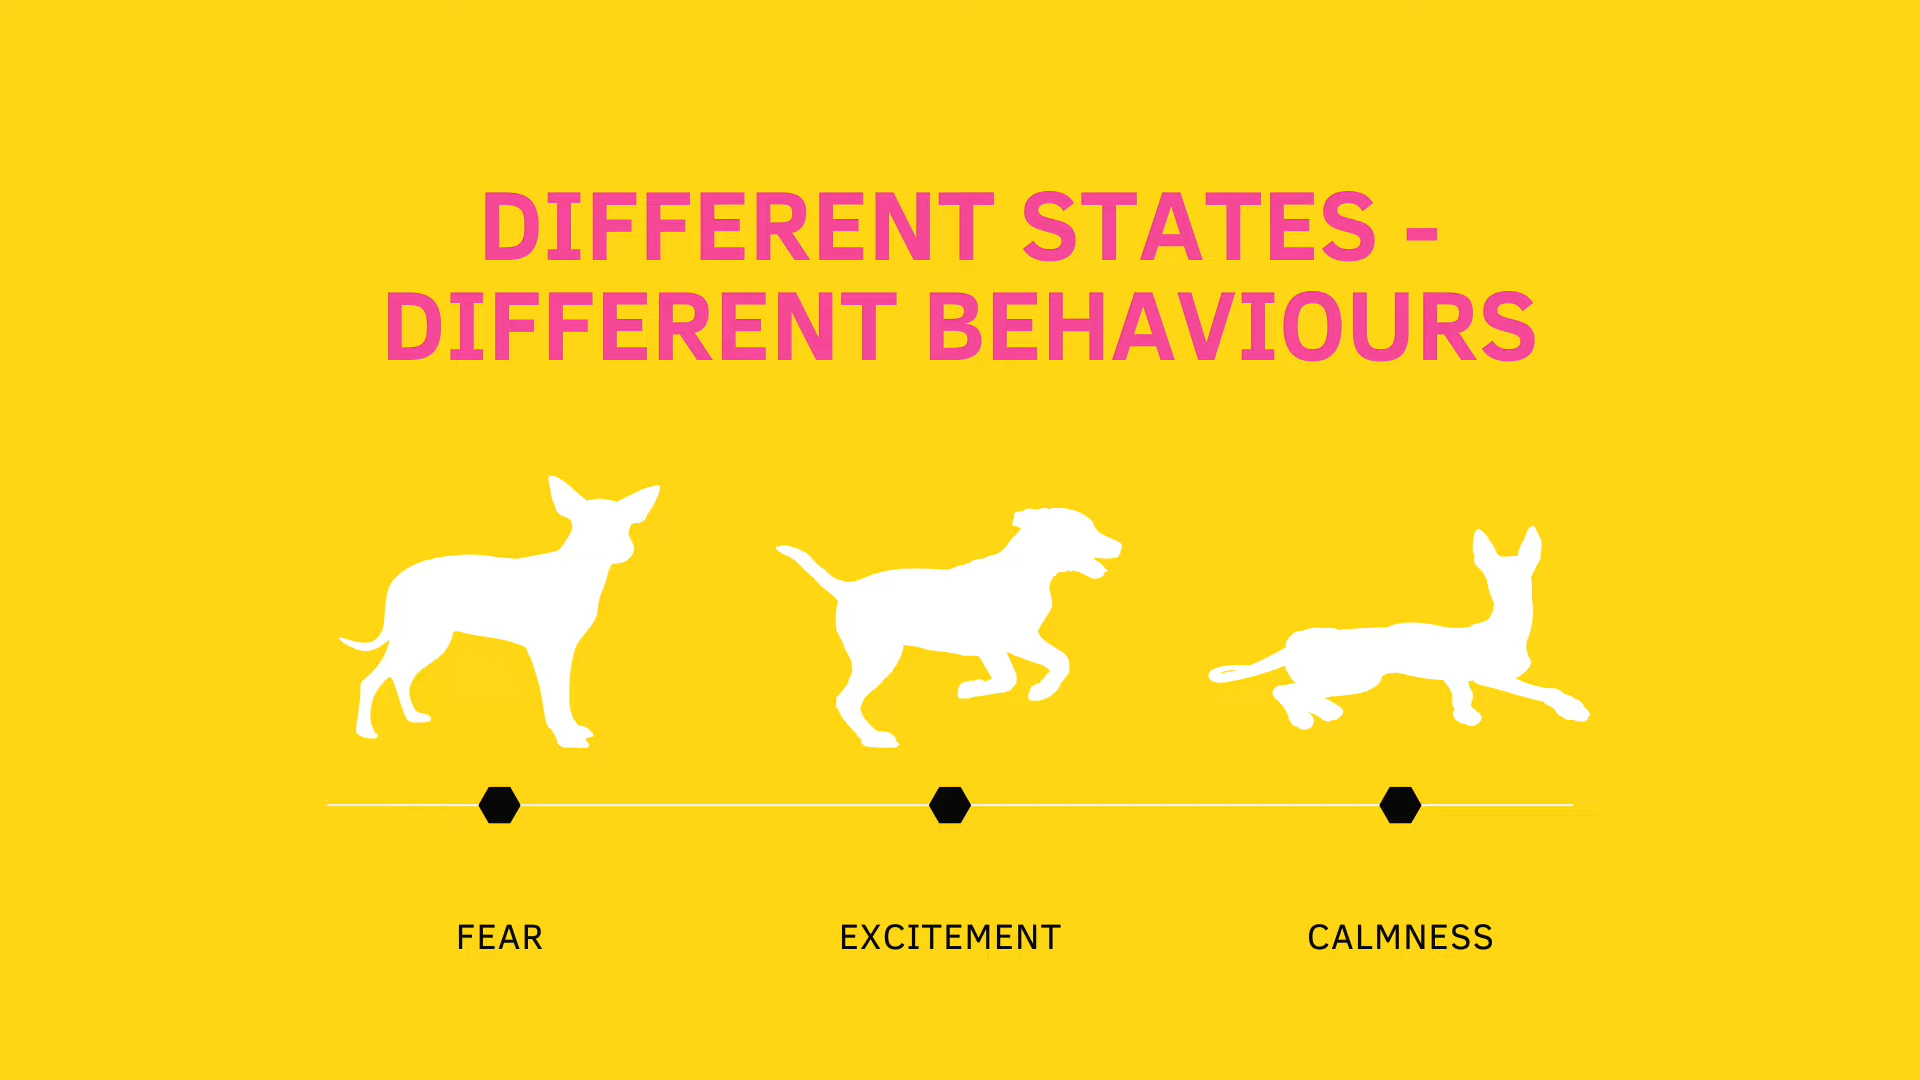 DIFFERENT STATES -
DIFFERENT BEHAVIOURS
FEAR
EXCITEMENT
CALMNESS